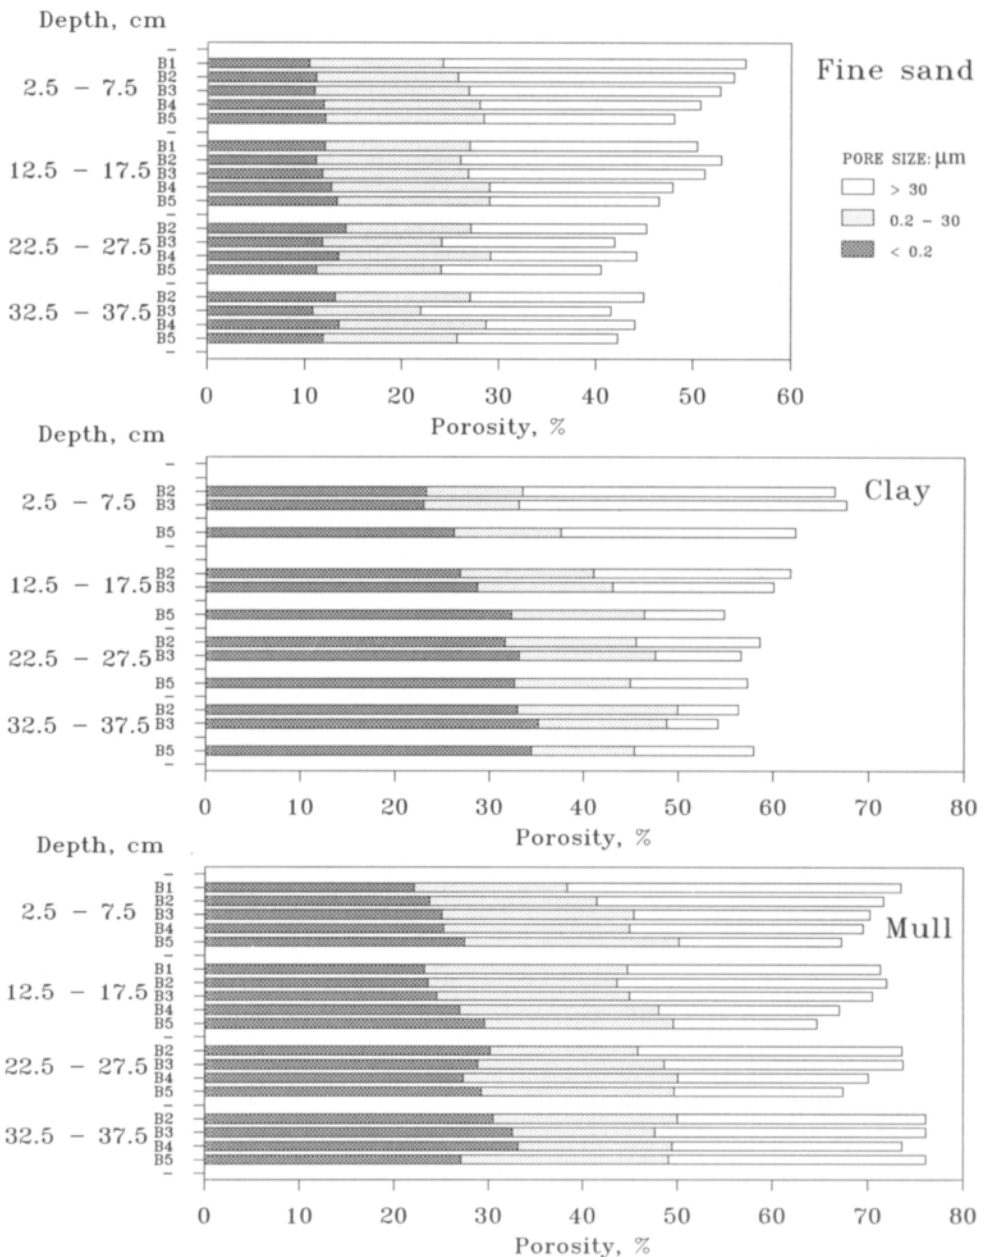 Depth, cm
Fine sand
B1
B2
2.5 – 7.5 B3
B4
B5
B1
B2
12.5 – 17.5 B3
B4
B5
B2
22.5 – 27.5 B3
B4
B5
B2
32.5 – 37.5 B3
B4
B5
PORE SIZE: µm
> 30
0.2 – 30
< 0.2
0 10 20 30 40 50 60
Porosity, %
Depth, cm
Clay
B2
2.5 – 7.5 B3
B5
B2
12.5 – 17.5 B3
B5
B2
22.5 – 27.5 B3
B5
B2
32.5 – 37.5 B3
B5
0 10 20 30 40 50 60 70 80
Porosity, %
Depth, cm
Mull
B1
B2
2.5 – 7.5 B3
B4
B5
B1
B2
12.5 – 17.5 B3
B4
B5
B2
22.5 – 27.5 B3
B4
B5
B2
32.5 – 37.5 B3
B4
B5
0 10 20 30 40 50 60 70 80
Porosity, %